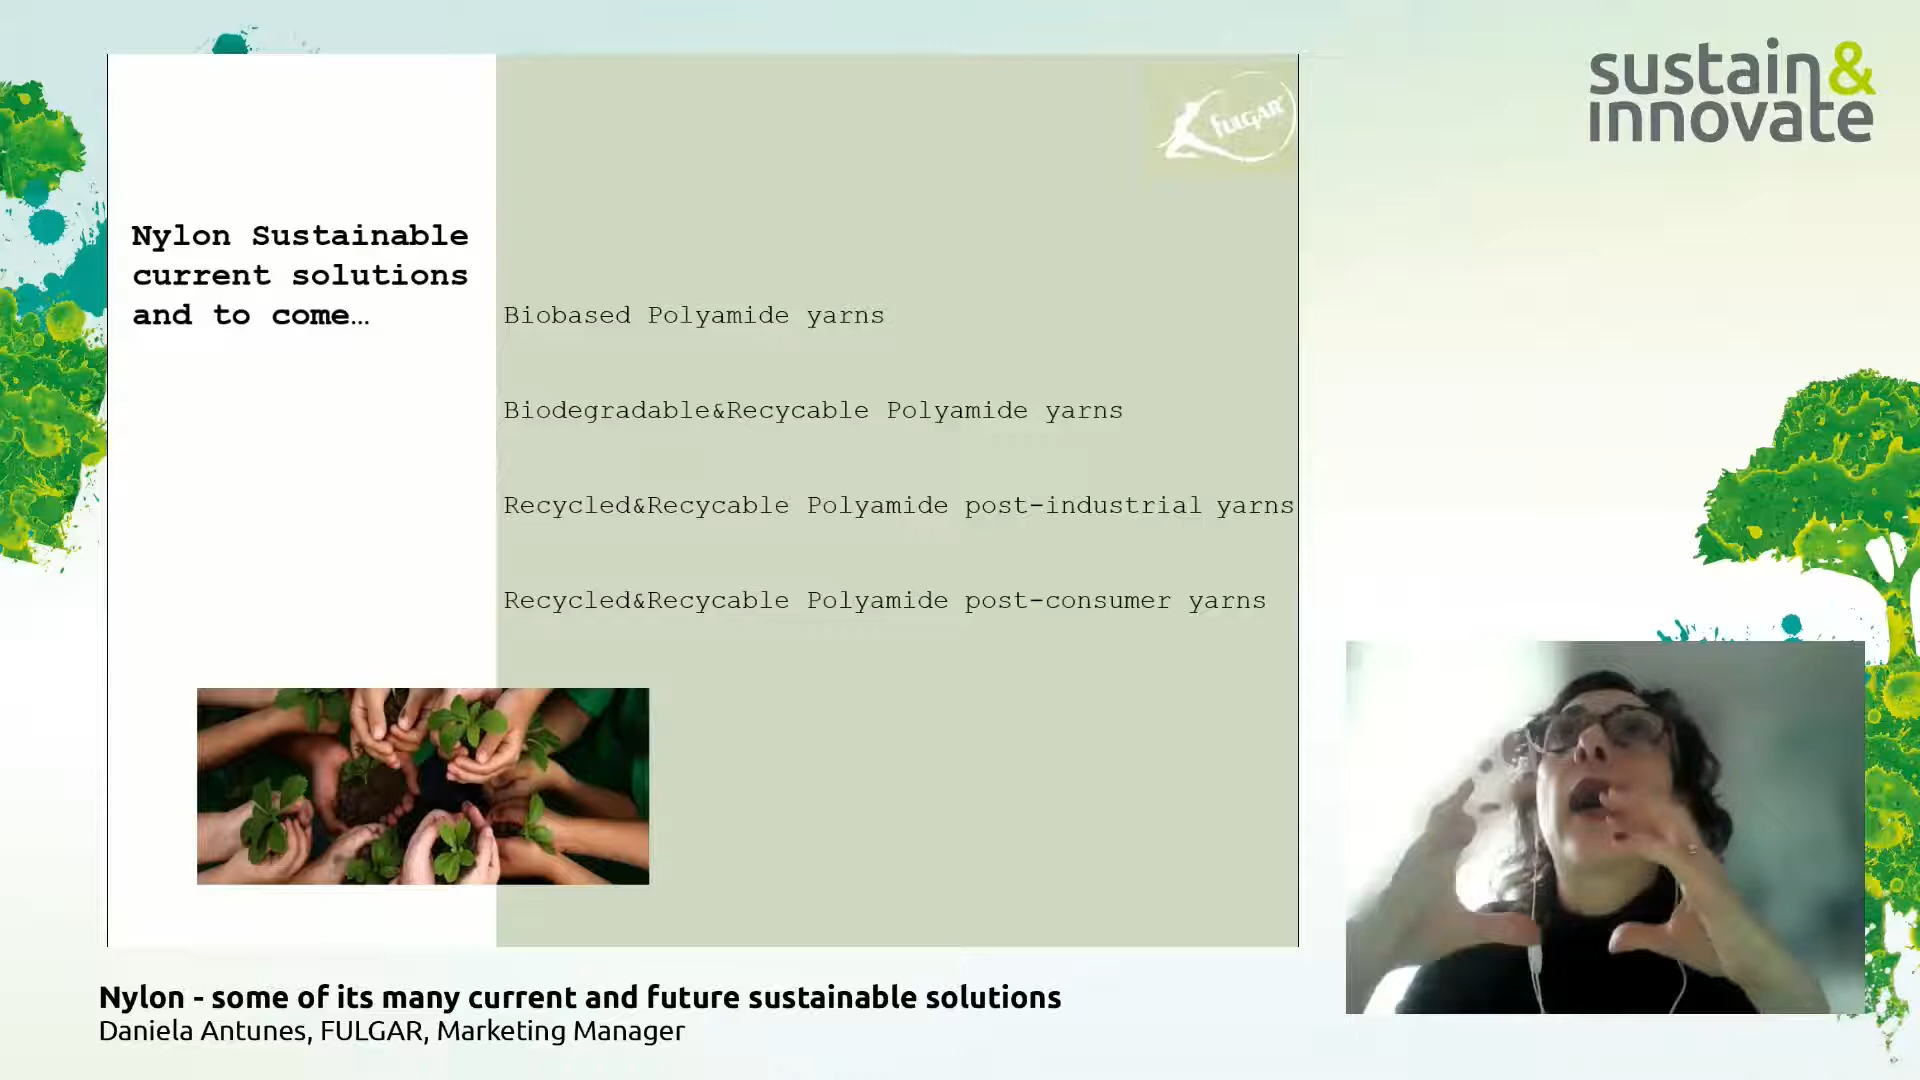 sustain&
innovate
FULGAR
Nylon Sustainable
current solutions
and to come…
Biobased Polyamide yarns
Biodegradable&Recycable Polyamide yarns
Recycled&Recycable Polyamide post-industrial yarns
Recycled&Recycable Polyamide post-consumer yarns
Nylon - some of its many current and future sustainable solutions
Daniela Antunes, FULGAR, Marketing Manager